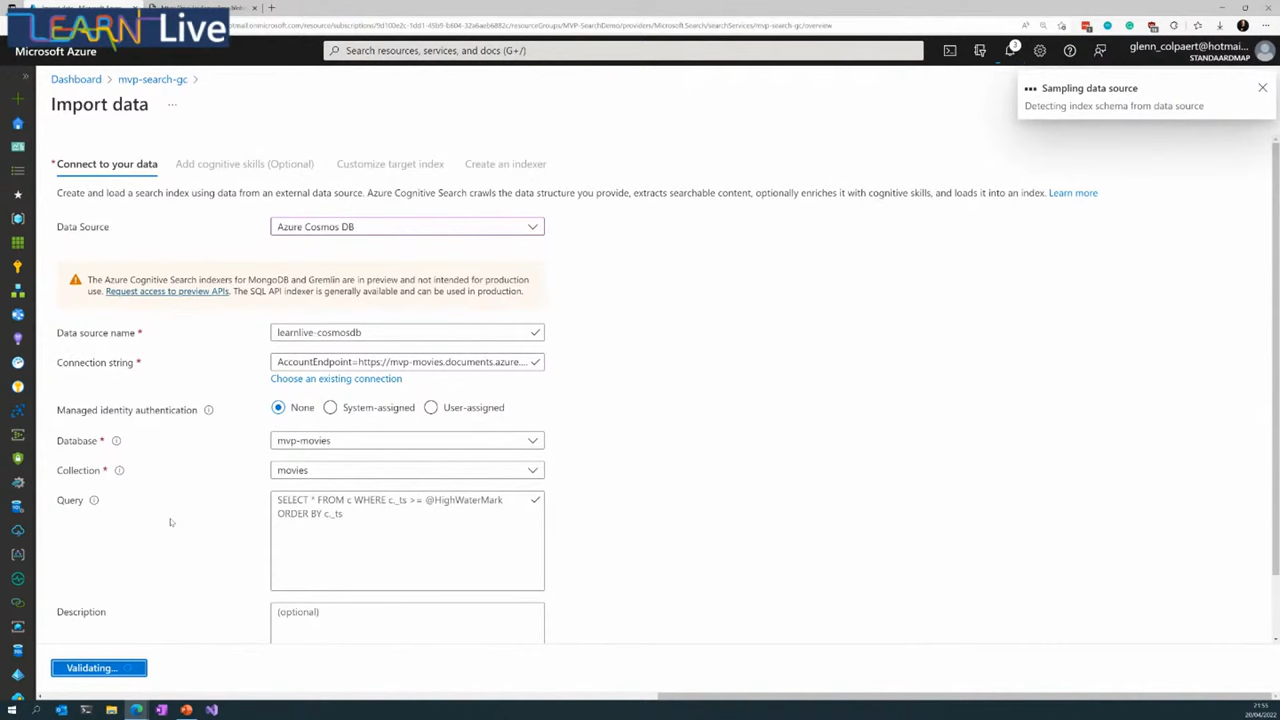 LEARN Live
Microsoft Azure
Search resources, services, and docs (G+/)
3
glenn_colpaert@hotmai...
STANDAARDMAP
Dashboard > mvp-search-gc >
Import data ...
Sampling data source
Detecting index schema from data source
* Connect to your data
Add cognitive skills (Optional)
Customize target index
Create an indexer
Create and load a search index using data from an external data source. Azure Cognitive Search crawls the data structure you provide, extracts searchable content, optionally enriches it with cognitive skills, and loads it into an index. Learn more
Data Source
Azure Cosmos DB
The Azure Cognitive Search indexers for MongoDB and Gremlin are in preview and not intended for production
use. Request access to preview APIs. The SQL API indexer is generally available and can be used in production.
Data source name *
learnlive-cosmosdb
Connection string *
AccountEndpoint=https://mvp-movies.documents.azure....
Choose an existing connection
Managed identity authentication
None
System-assigned
User-assigned
Database *
mvp-movies
Collection *
movies
Query
SELECT * FROM c WHERE c._ts >= @HighWaterMark
ORDER BY c._ts
Description
(optional)
Validating...
21:55
20/04/2022